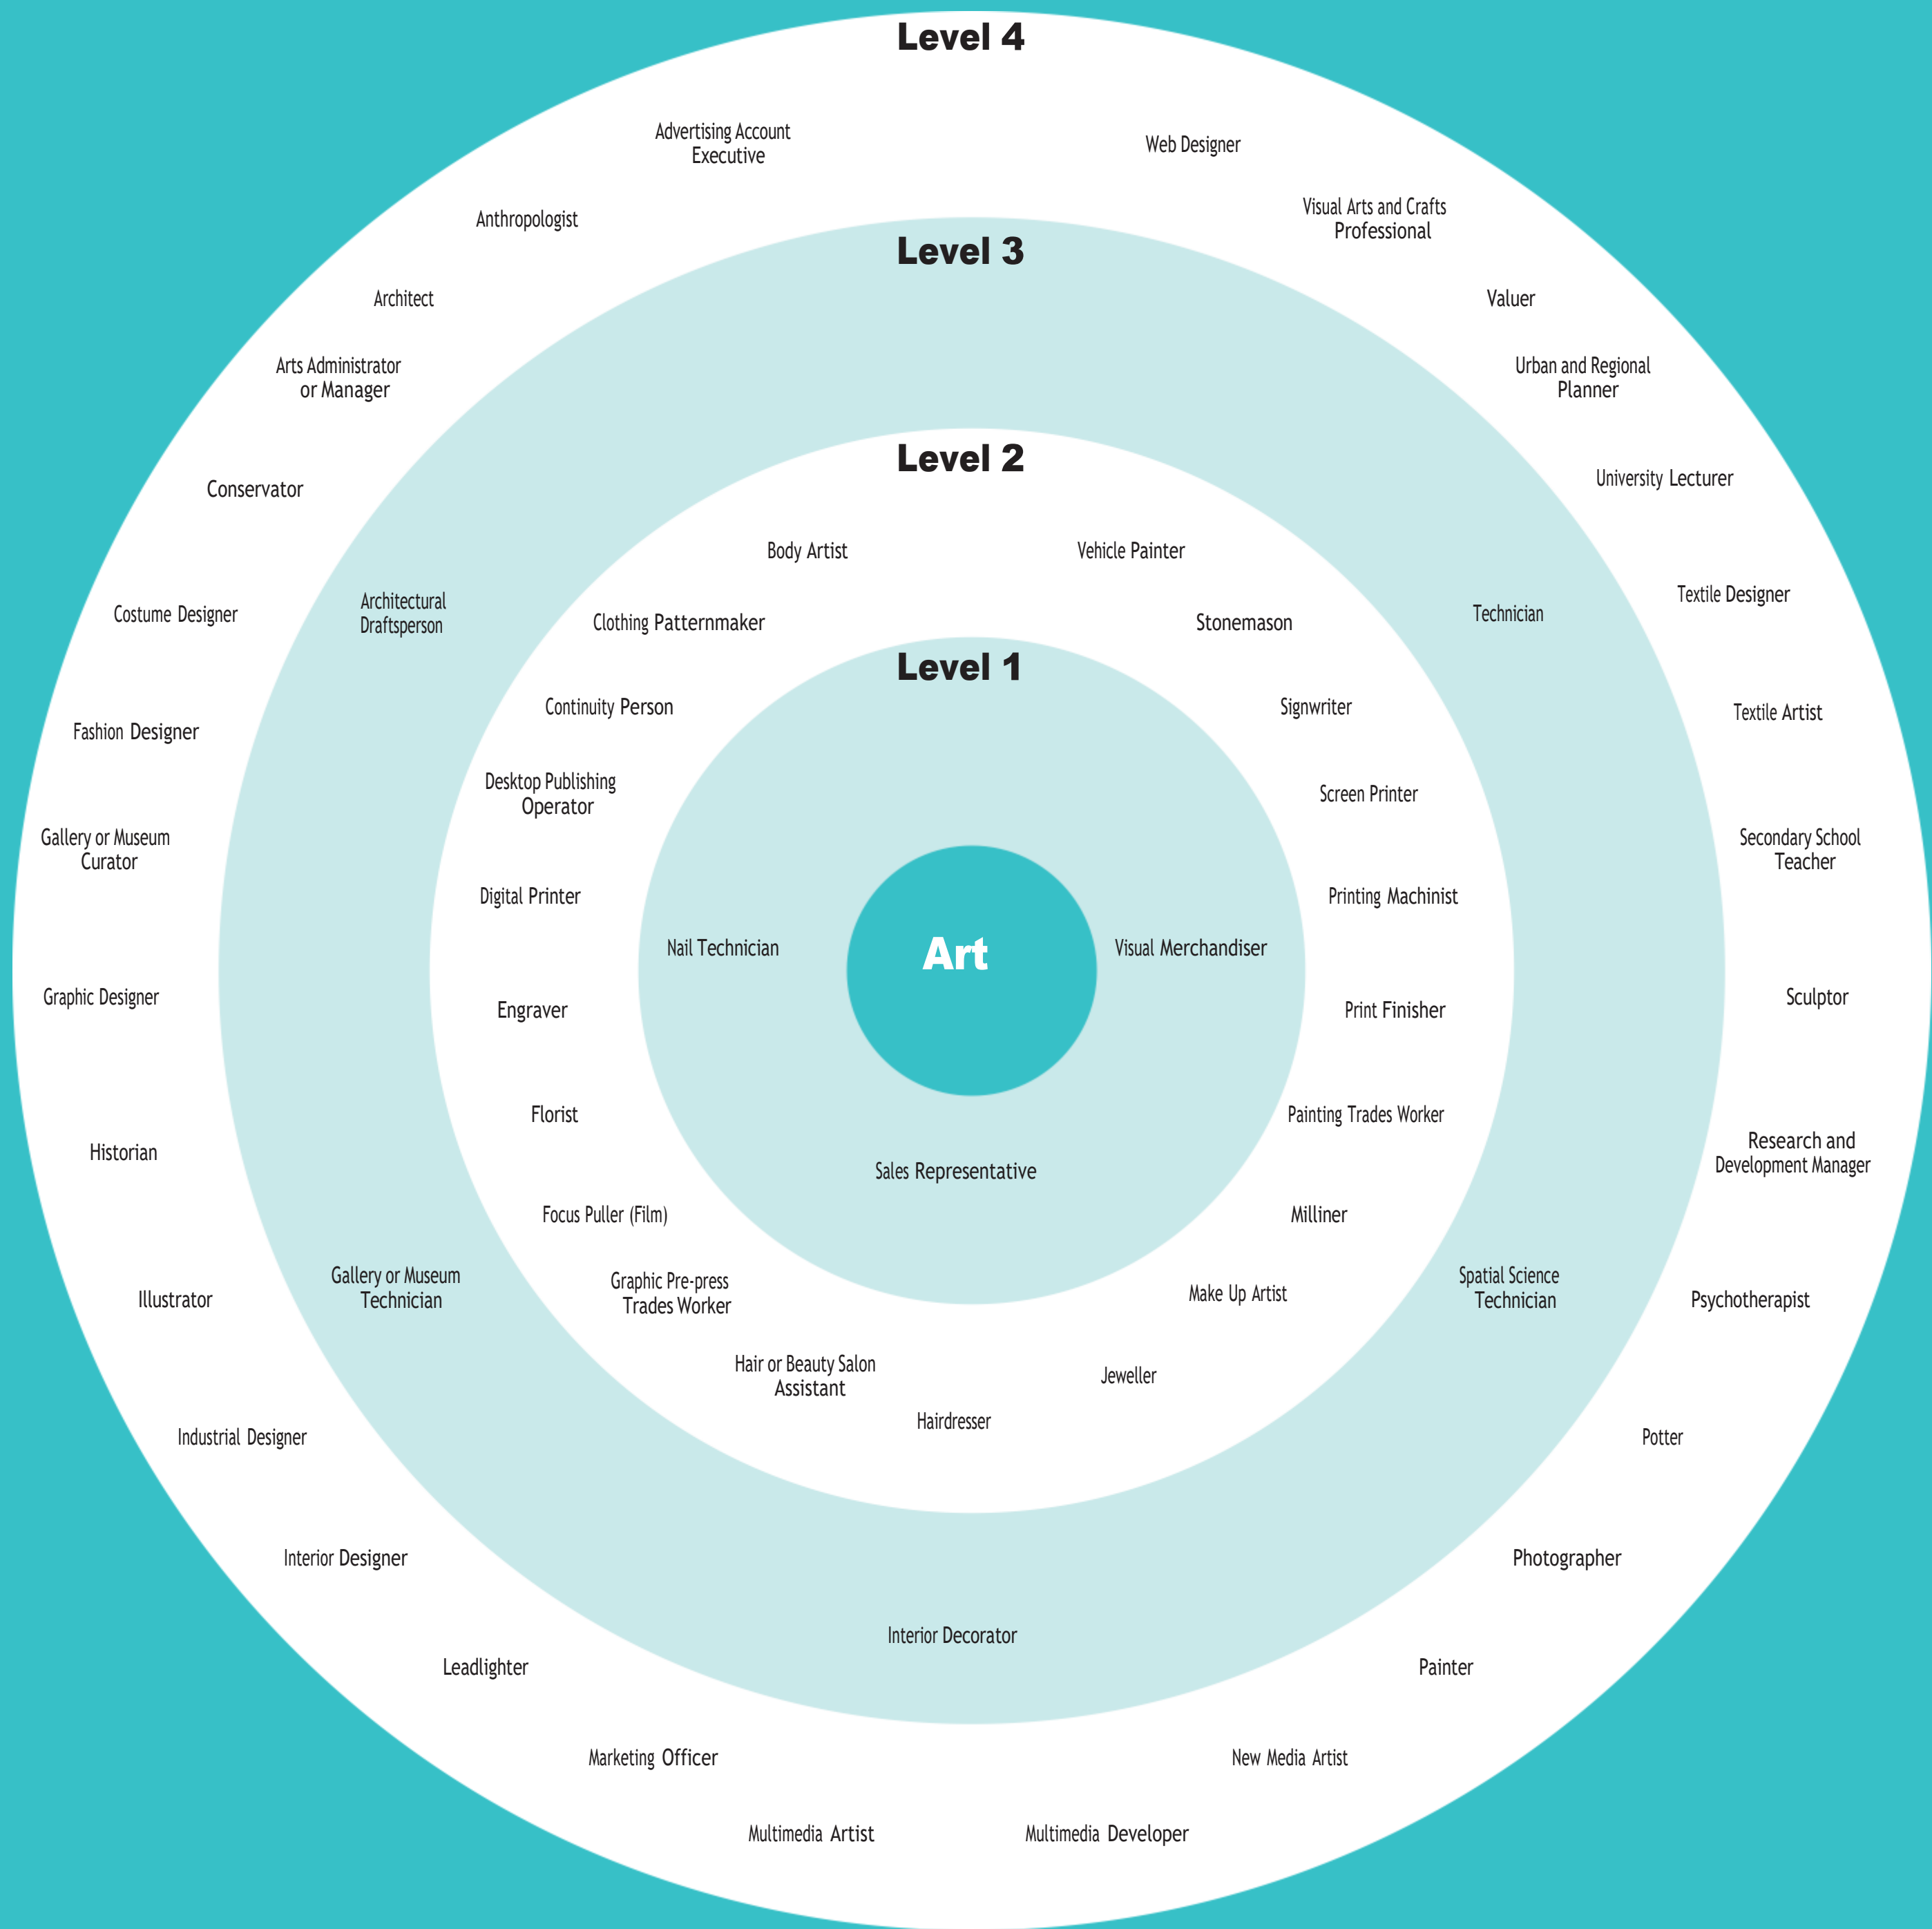 Level 4
Advertising Account
Executive
Web Designer
Anthropologist
Visual Arts and Crafts
Professional
Architect
Valuer
Arts Administrator
or Manager
Urban and Regional
Planner
Conservator
University Lecturer
Costume Designer
Textile Designer
Fashion Designer
Textile Artist
Gallery or Museum
Curator
Secondary School
Teacher
Graphic Designer
Sculptor
Historian
Research and
Development Manager
Illustrator
Psychotherapist
Industrial Designer
Potter
Interior Designer
Photographer
Leadlighter
Painter
Marketing Officer
New Media Artist
Multimedia Artist
Multimedia Developer
Level 3
Architectural
Draftsperson
Technician
Gallery or Museum
Technician
Spatial Science
Technician
Interior Decorator
Level 2
Body Artist
Vehicle Painter
Clothing Patternmaker
Stonemason
Continuity Person
Signwriter
Desktop Publishing
Operator
Screen Printer
Digital Printer
Printing Machinist
Engraver
Print Finisher
Florist
Painting Trades Worker
Focus Puller (Film)
Milliner
Graphic Pre-press
Trades Worker
Make Up Artist
Hair or Beauty Salon
Assistant
Jeweller
Hairdresser
Level 1
Nail Technician
Visual Merchandiser
Sales Representative
Art